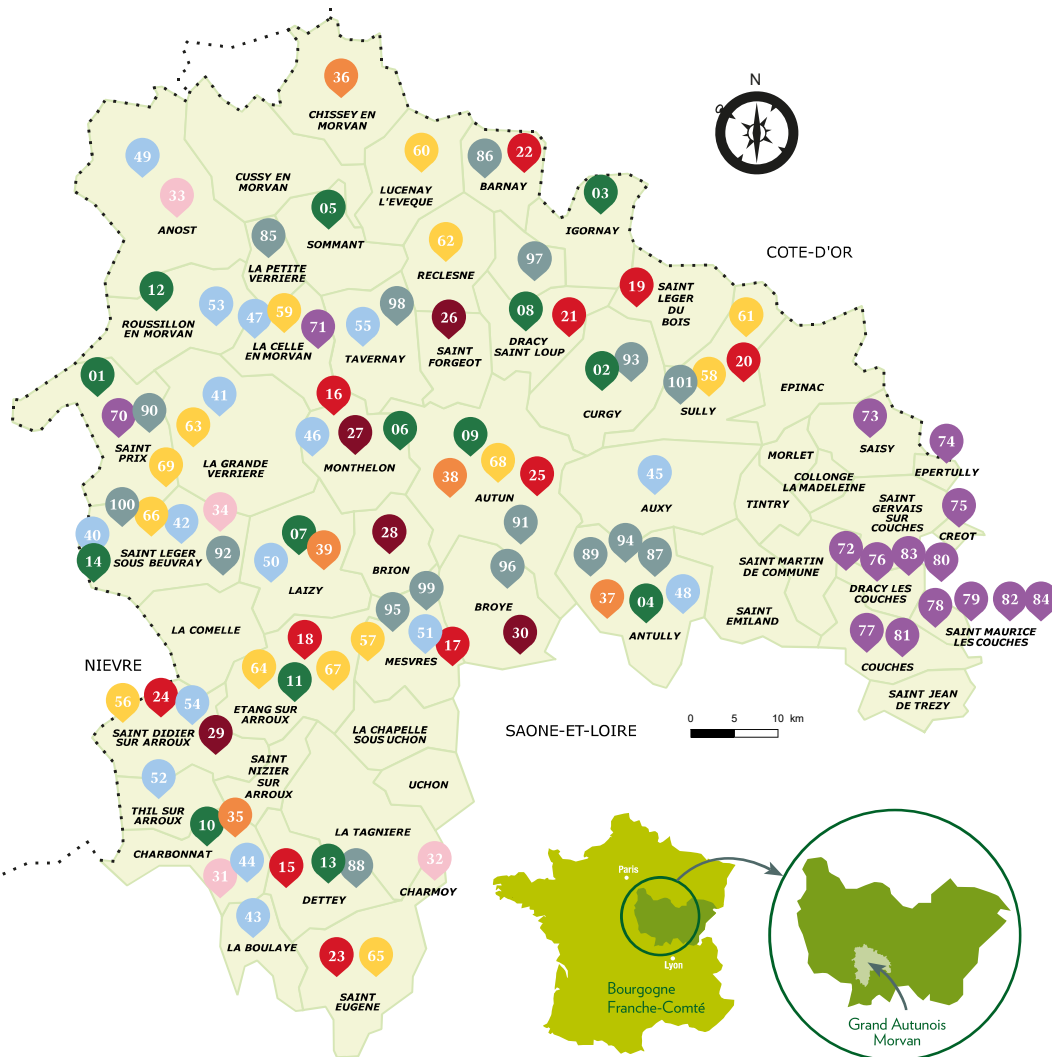 N
36
CHISSEY EN
MORVAN
49
33
ANOST
CUSSY EN
MORVAN
60
LUCENAY
L'EVEQUE
86
22
BARNAY
03
IGORNAY
COTE-D'OR
05
SOMMANT
85
LA PETITE
VERRIERE
62
RECLESNE
97
12
ROUSSILLON
EN MORVAN
53
47
59
71
LA CELLE
EN MORVAN
55
98
TAVERNAY
26
SAINT
FORGEOT
08
21
DRACY
SAINT LOUP
19
SAINT
LEGER
DU
BOIS
61
02
93
CURGY
101
58
20
SULLY
EPINAC
01
70
90
SAINT
PRIX
41
63
69
LA GRANDE
VERRIERE
16
46
27
06
MONTHELON
09
38
68
25
AUTUN
45
AUXY
73
SAISY
74
EPERTULLY
MORLET
COLLONGE
LA MADELEINE
TINTRY
SAINT
GERVAIS
SUR
COUCHES
75
CREOT
100
66
42
34
40
14
92
SAINT LEGER
SOUS BEUVRAY
07
50
39
LAIZY
28
BRION
91
96
BROYE
30
89
94
87
37
04
48
ANTULLY
SAINT MARTIN
DE COMMUNE
SAINT
EMILAND
72
76
83
80
DRACY LES
COUCHES
78
79
82
84
SAINT MAURICE
LES COUCHES
77
81
COUCHES
SAINT JEAN
DE TREZY
LA COMELLE
99
95
57
51
17
MESVRES
18
64
11
67
ETANG SUR
ARROUX
NIEVRE
56
24
54
29
SAINT DIDIER
SUR ARROUX
LA CHAPELLE
SOUS UCHON
SAONE-ET-LOIRE
0 5 10 km
SAINT
NIZIER
SUR
ARROUX
UCHON
52
THIL SUR
ARROUX
10
35
CHARBONNAT
LA TAGNIERE
31
44
15
13
88
DETTEY
32
CHARMOY
43
LA BOULAYE
23
65
SAINT
EUGENE
Paris
Lyon
Bourgogne
Franche-Comté
Grand Autunois
Morvan